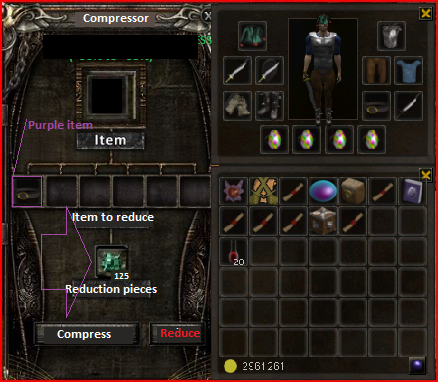 Compressor
Purple item
Item
Item to reduce
125
Reduction pieces
Compress
Reduce
20
2961261